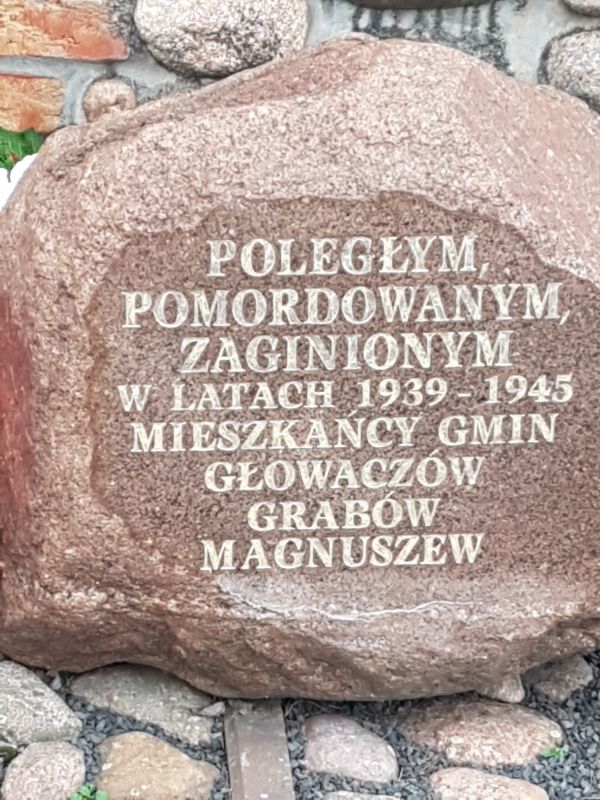 POLEGŁYM,
POMORDOWANYM,
ZAGINIONYM
W LATACH 1939 - 1945
MIESZKAŃCY GMIN
GŁOWACZÓW
GRABÓW
MAGNUSZEW